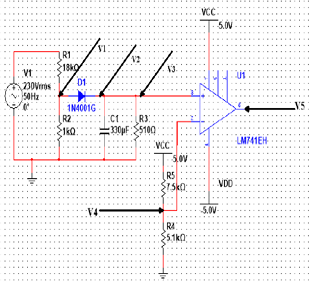 VCC
5.0V
V1
R1
18kΩ
V2
V3
U1
V1
230Vrms
50Hz
0°
D1
1N4001G
3
6
V5
R2
1kΩ
C1
330µF
R3
510Ω
2
LM741EH
VCC
5.0V
4
R5
7.5kΩ
VDD
V4
-5.0V
R4
5.1kΩ